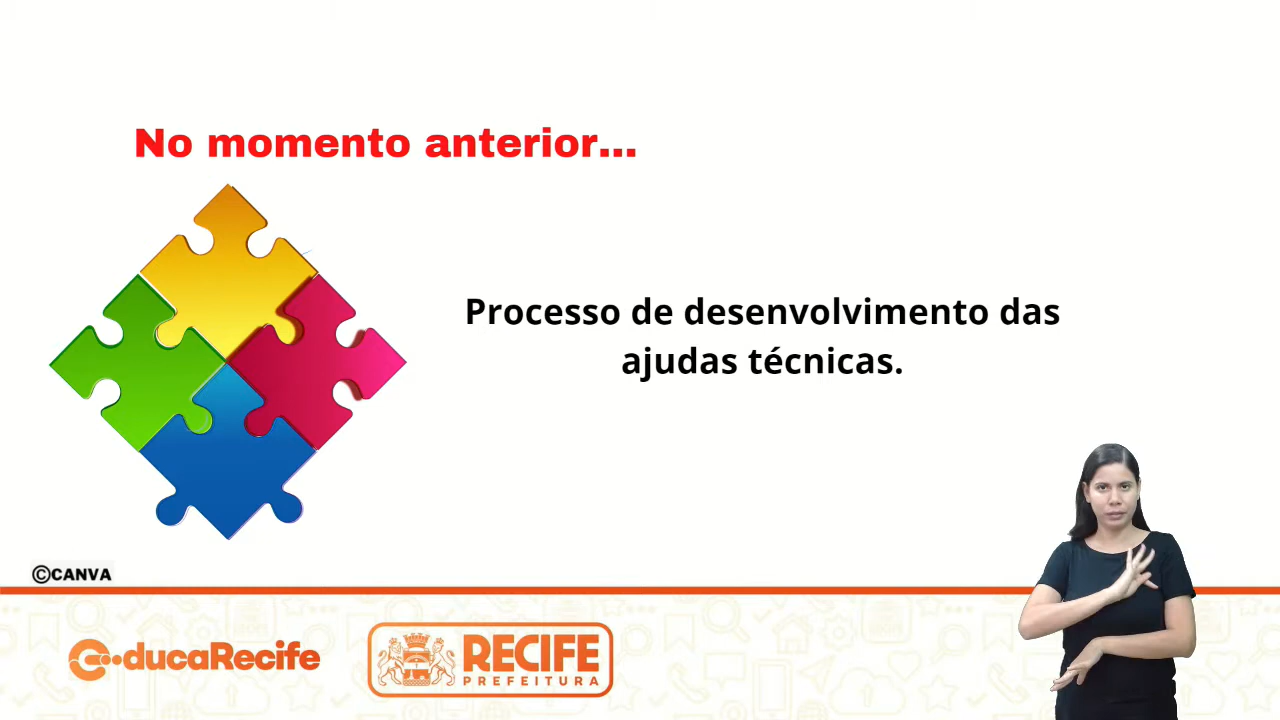 No momento anterior...
Processo de desenvolvimento das
ajudas técnicas.
©CANVA
EducaRecife
RECIFE
PREFEITURA